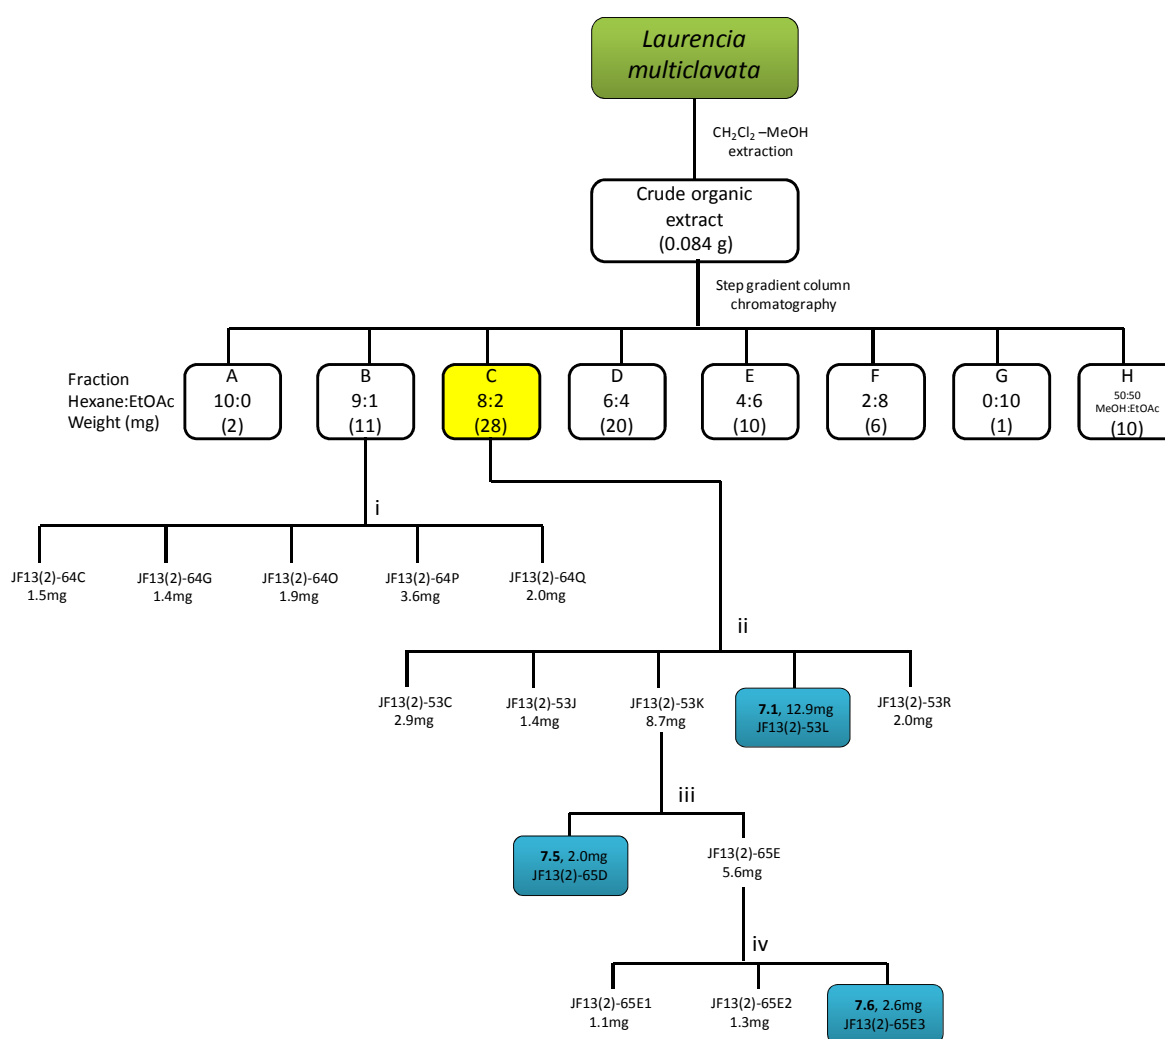 Laurencia
multiclavata
CH₂Cl₂ –MeOH
extraction
Crude organic
extract
(0.084 g)
Step gradient column
chromatography
Fraction
Hexane:EtOAc
Weight (mg)
A
10:0
(2)
B
9:1
(11)
C
8:2
(28)
D
6:4
(20)
E
4:6
(10)
F
2:8
(6)
G
0:10
(1)
H
50:50
MeOH:EtOAc
(10)
i
JF13(2)-64C
1.5mg
JF13(2)-64G
1.4mg
JF13(2)-64O
1.9mg
JF13(2)-64P
3.6mg
JF13(2)-64Q
2.0mg
ii
JF13(2)-53C
2.9mg
JF13(2)-53J
1.4mg
JF13(2)-53K
8.7mg
7.1, 12.9mg
JF13(2)-53L
JF13(2)-53R
2.0mg
iii
7.5, 2.0mg
JF13(2)-65D
JF13(2)-65E
5.6mg
iv
JF13(2)-65E1
1.1mg
JF13(2)-65E2
1.3mg
7.6, 2.6mg
JF13(2)-65E3